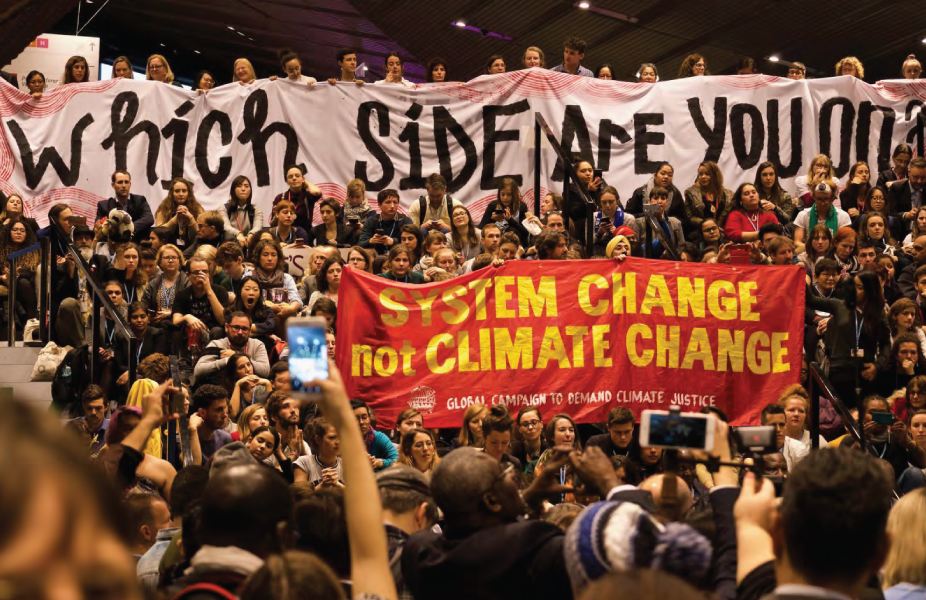 Which SiDE Are YOU ON?
SYSTEM CHANGE
not CLIMATE CHANGE
GLOBAL CAMPAIGN TO DEMAND CLIMATE JUSTICE